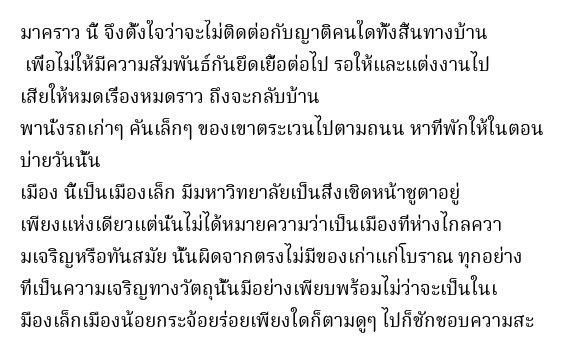 มาคราว นี้ จึงตั้งใจว่าจะไม่ติดต่อกับญาติคนใดทั้งสิ้นทางบ้าน
เพื่อไม่ให้มีความสัมพันธ์กันยืดเยื้อต่อไป รอให้และแต่งงานไป
เสียให้หมดเรื่องหมดราว ถึงจะกลับบ้าน
พานั่งรถเก่าๆ คันเล็กๆ ของเขาตระเวนไปตามถนน หาที่พักให้ในตอน
บ่ายวันนั้น
เมือง นี้เป็นเมืองเล็ก มีมหาวิทยาลัยเป็นสิ่งเชิดหน้าชูตาอยู่
เพียงแห่งเดียวแต่นั่นไม่ได้หมายความว่าเป็นเมืองที่ห่างไกลควา
มเจริญหรือทันสมัย นั้นผิดจากตรงไม่มีของเก่าแก่โบราณ ทุกอย่าง
ที่เป็นความเจริญทางวัตถุนั้นมีอย่างเพียบพร้อมไม่ว่าจะเป็นในเ
มืองเล็กเมืองน้อยกระจ้อยร่อยเพียงใดก็ตามดูๆ ไปก็ชักชอบความสะ